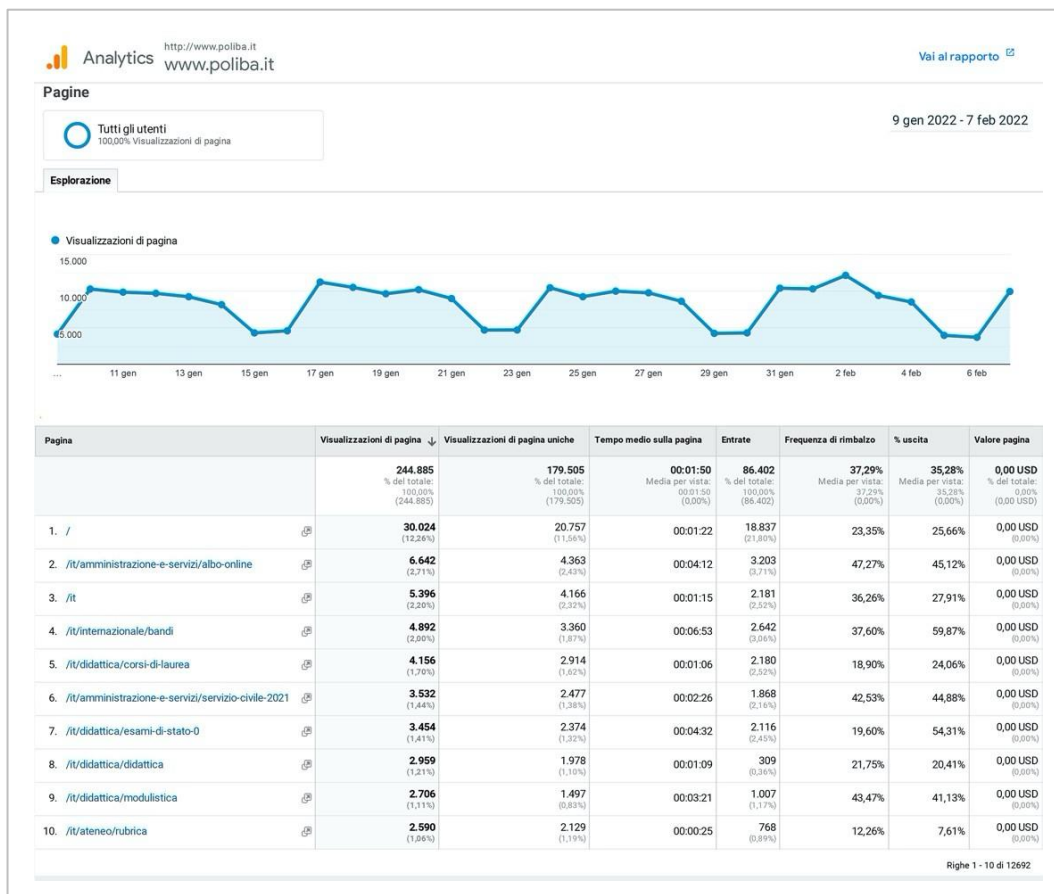 Analytics
http://www.poliba.it
www.poliba.it
Vai al rapporto
Pagine
Tutti gli utenti
100,00% Visualizzazioni di pagina
9 gen 2022 - 7 feb 2022
Esplorazione
Visualizzazioni di pagina
15.000
10.000
5.000
... 11 gen 13 gen 15 gen 17 gen 19 gen 21 gen 23 gen 25 gen 27 gen 29 gen 31 gen 2 feb 4 feb 6 feb
Pagina Visualizzazioni di pagina Visualizzazioni di pagina uniche Tempo medio sulla pagina Entrate Frequenza di rimbalzo % uscita Valore pagina
244.885 179.505 00:01:50 86.402 37,29% 35,28% 0,00 USD
% del totale: % del totale: Media per vista: % del totale: Media per vista: Media per vista: % del totale:
100,00% 100,00% 00:01:50 100,00% 37,29% 35,28% 0,00%
(244.885) (179.505) (0,00%) (86.402) (0,00%) (0,00%) (0,00 USD)
1. / 30.024 20.757 00:01:22 18.837 23,35% 25,66% 0,00 USD
(12,26%) (11,56%) (21,80%) (0,00%)
2. /it/amministrazione-e-servizi/albo-online 6.642 4.363 00:04:12 3.203 47,27% 45,12% 0,00 USD
(2,71%) (2,43%) (3,71%) (0,00%)
3. /it 5.396 4.166 00:01:15 2.181 36,26% 27,91% 0,00 USD
(2,20%) (2,32%) (2,52%) (0,00%)
4. /it/internazionale/bandi 4.892 3.360 00:06:53 2.642 37,60% 59,87% 0,00 USD
(2,00%) (1,87%) (3,06%) (0,00%)
5. /it/didattica/corsi-di-laurea 4.156 2.914 00:01:06 2.180 18,90% 24,06% 0,00 USD
(1,70%) (1,62%) (2,52%) (0,00%)
6. /it/amministrazione-e-servizi/servizio-civile-2021 3.532 2.477 00:02:26 1.868 42,53% 44,88% 0,00 USD
(1,44%) (1,38%) (2,16%) (0,00%)
7. /it/didattica/esami-di-stato-0 3.454 2.374 00:04:32 2.116 19,60% 54,31% 0,00 USD
(1,41%) (1,32%) (2,45%) (0,00%)
8. /it/didattica/didattica 2.959 1.978 00:01:09 309 21,75% 20,41% 0,00 USD
(1,21%) (1,10%) (0,36%) (0,00%)
9. /it/didattica/modulistica 2.706 1.497 00:03:21 1.007 43,47% 41,13% 0,00 USD
(1,11%) (0,83%) (1,17%) (0,00%)
10. /it/ateneo/rubrica 2.590 2.129 00:00:25 768 12,26% 7,61% 0,00 USD
(1,06%) (1,19%) (0,89%) (0,00%)
Righe 1 - 10 di 12692